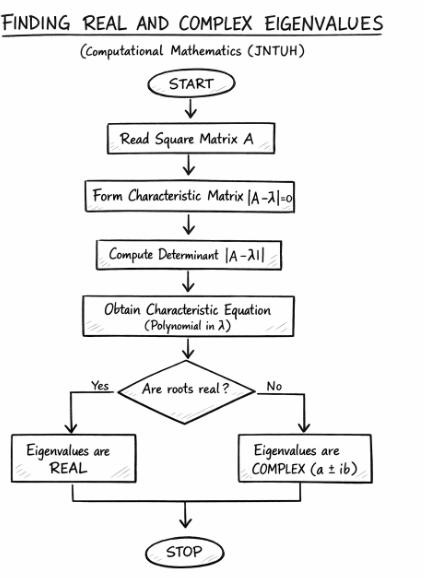 FINDING REAL AND COMPLEX EIGENVALUES
(Computational Mathematics (JNTUH)
START
Read Square Matrix A
Form Characteristic Matrix |A-λ|=0
Compute Determinant |A-λI|
Obtain Characteristic Equation
(Polynomial in λ)
Are roots real?
Yes
No
Eigenvalues are
REAL
Eigenvalues are
COMPLEX (a ± ib)
STOP